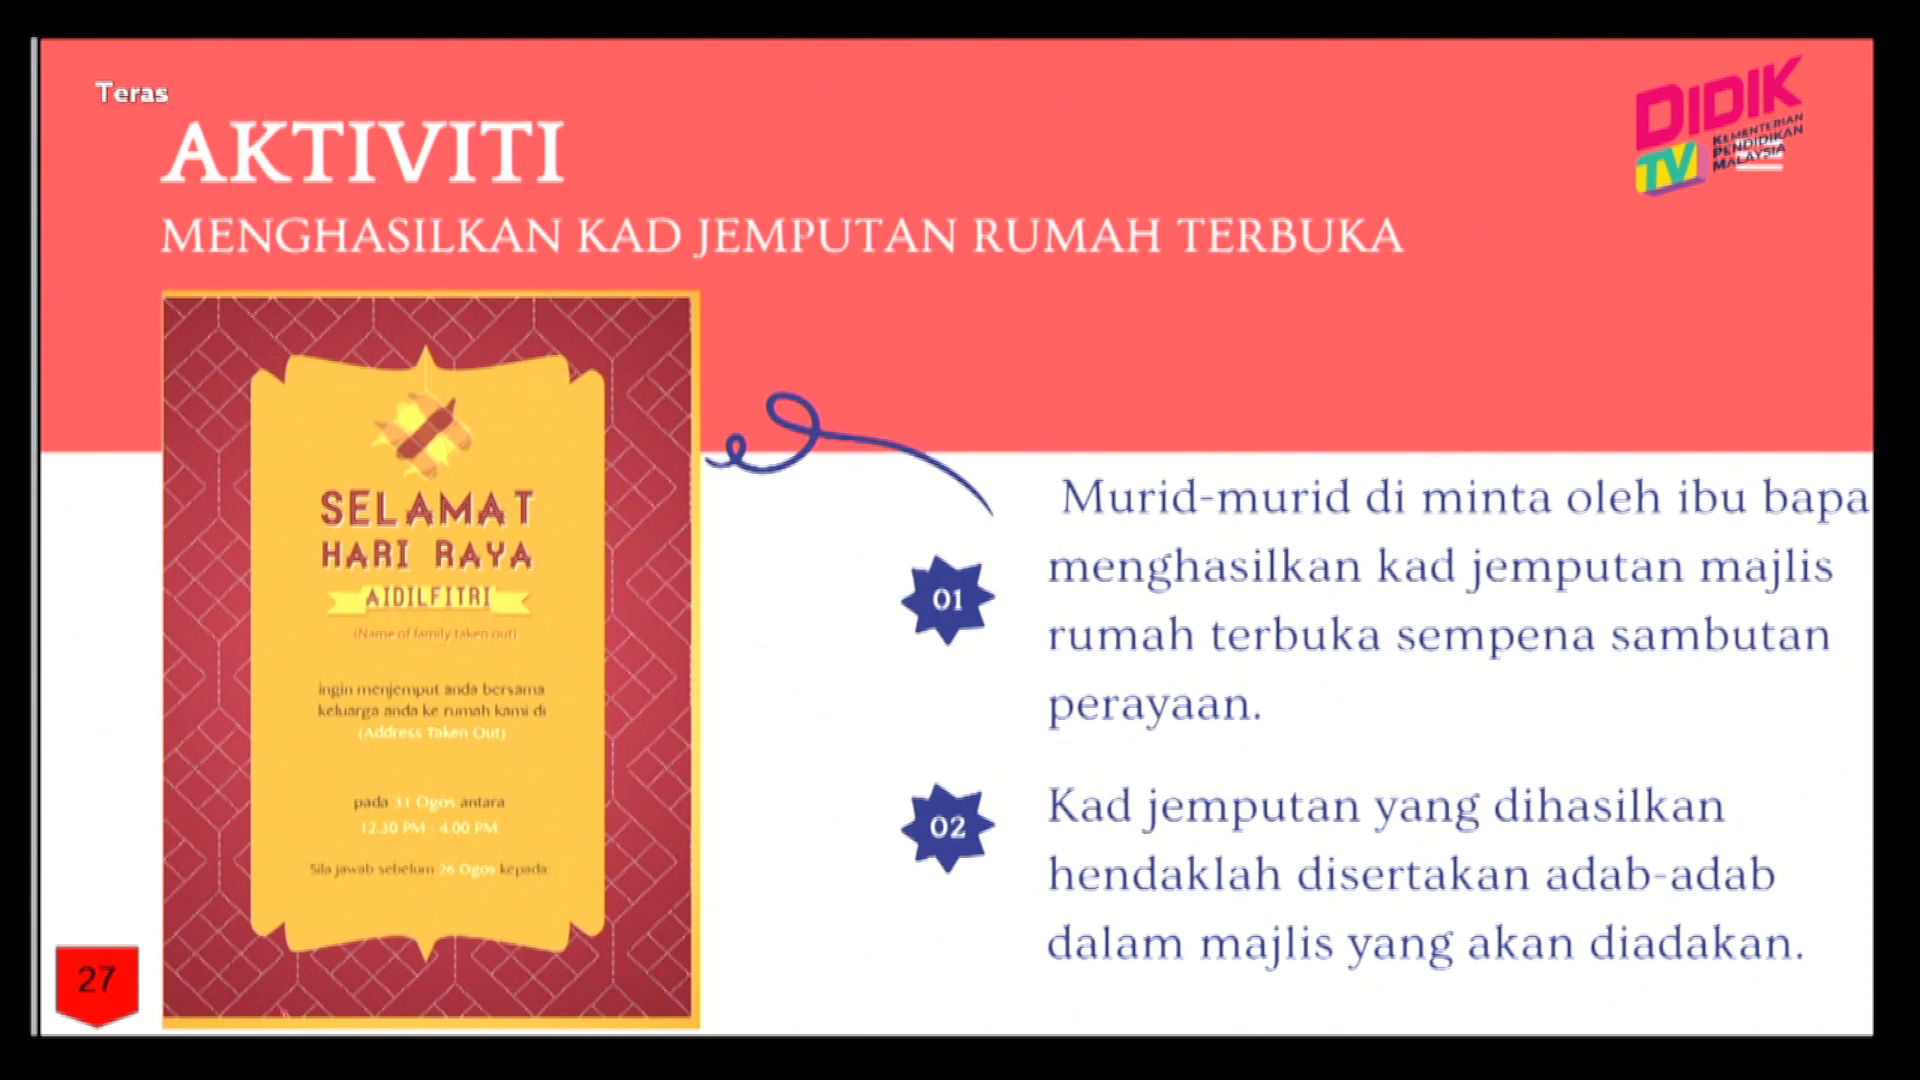 Teras
AKTIVITI
MENGHASILKAN KAD JEMPUTAN RUMAH TERBUKA
DIDIK
TV
KEMENTERIAN
PENDIDIKAN
MALAYSIA
SELAMAT
HARI RAYA
AIDILFITRI
(Name of family taken out)
ingin menjemput anda bersama
keluarga anda ke rumah kami di
(Address Taken Out)
pada 31 Ogos antara
12.30 PM - 4.00 PM.
Sila jawab sebelum 26 Ogos kepada:
01
Murid-murid di minta oleh ibu bapa
menghasilkan kad jemputan majlis
rumah terbuka sempena sambutan
perayaan.
02
Kad jemputan yang dihasilkan
hendaklah disertakan adab-adab
dalam majlis yang akan diadakan.
27